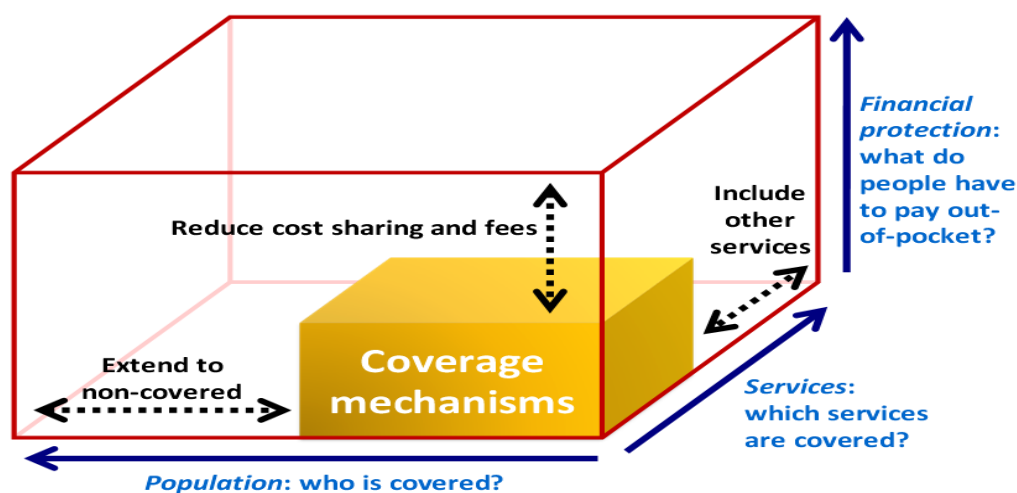 Financial
protection:
what do
people have
to pay out-
of-pocket?
Include
other
services
Reduce cost sharing and fees
Extend to
non-covered
Coverage
mechanisms
Services:
which services
are covered?
Population: who is covered?